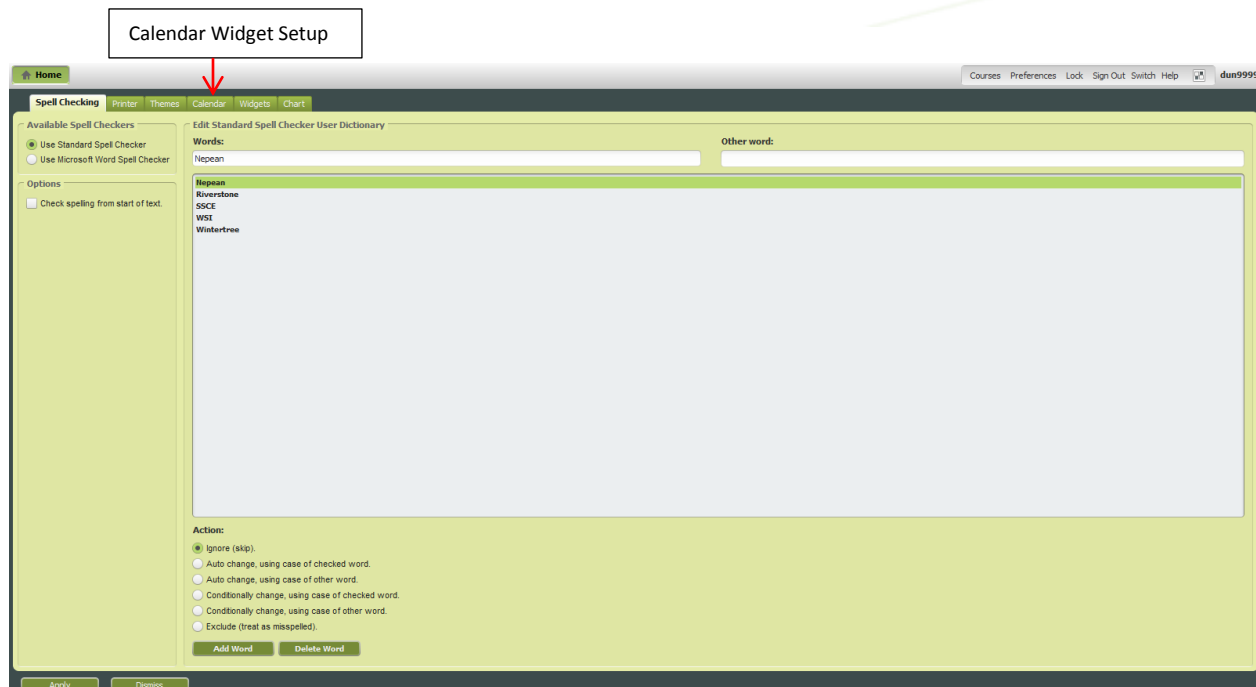 Calendar Widget Setup
Home
Courses Preferences Lock Sign Out Switch Help dun9999
Spell Checking Printer Themes Calendar Widgets Chart
Available Spell Checkers
Use Standard Spell Checker
Use Microsoft Word Spell Checker
Options
Check spelling from start of text.
Edit Standard Spell Checker User Dictionary
Words: Other word:
Nepean
Nepean
Riverstone
SSCE
WSI
Wintertree
Action:
Ignore (skip).
Auto change, using case of checked word.
Auto change, using case of other word.
Conditionally change, using case of checked word.
Conditionally change, using case of other word.
Exclude (treat as misspelled).
Add Word Delete Word
Apply Dismiss